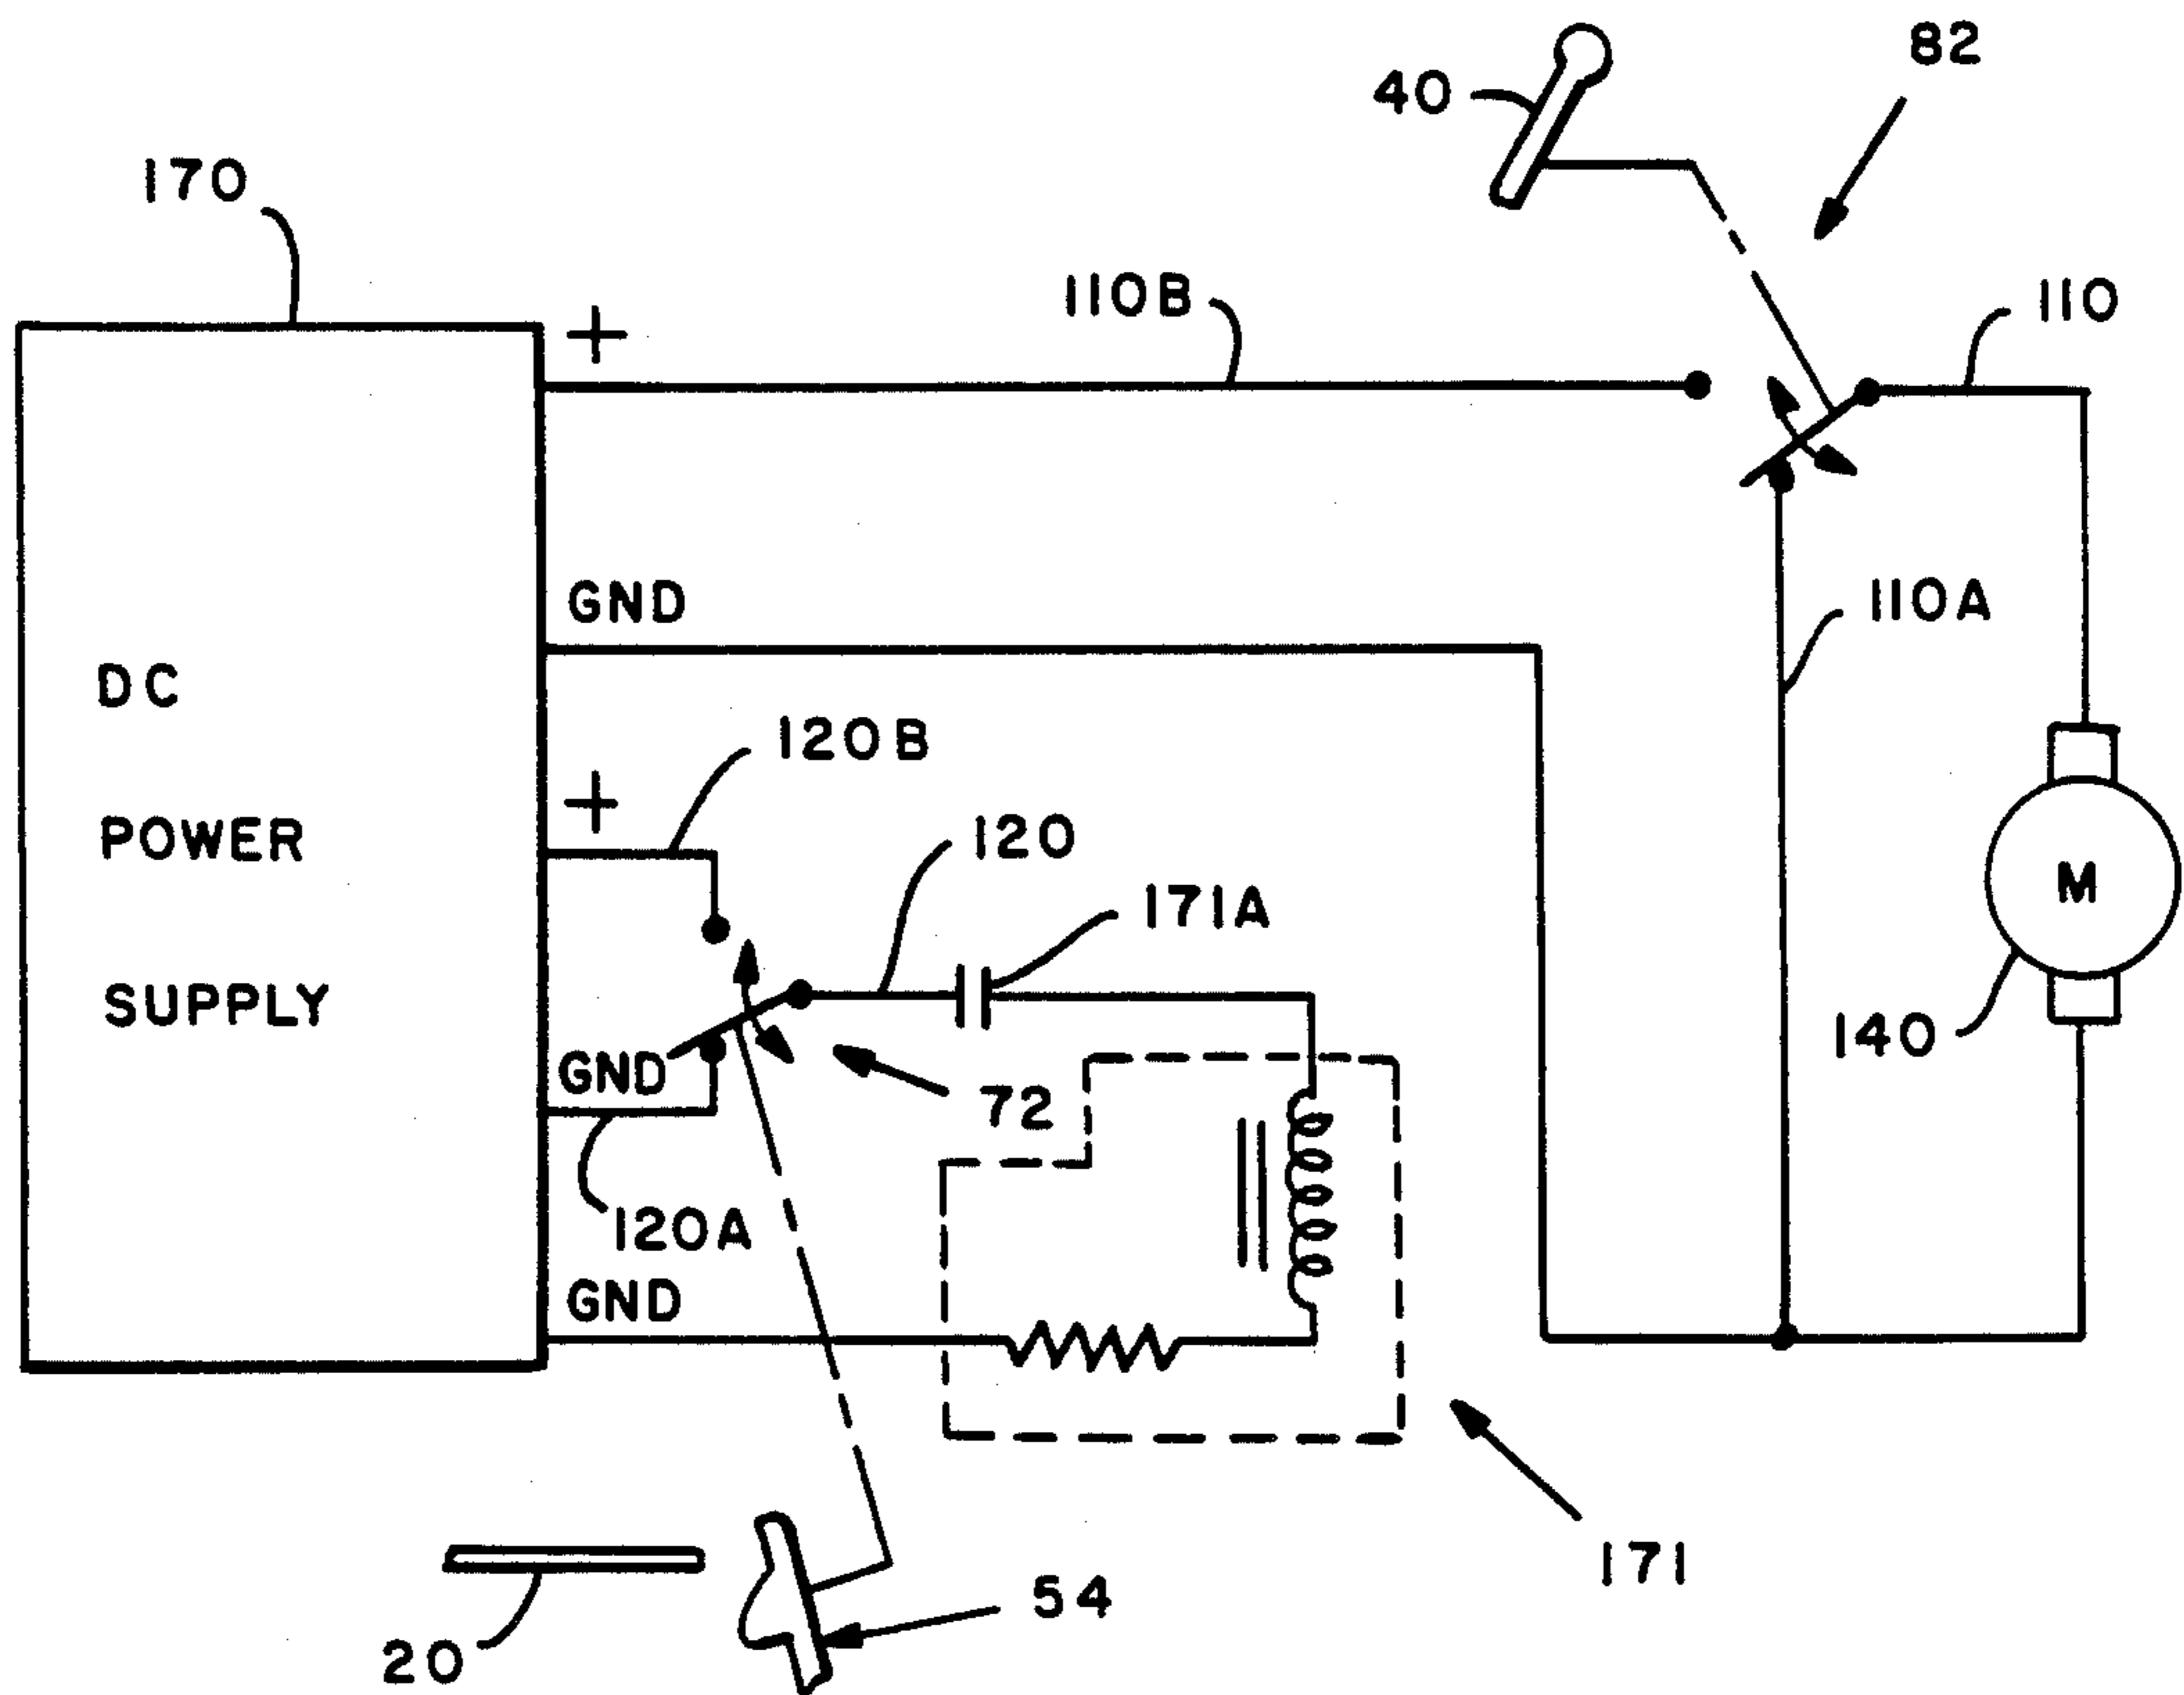 82
40
170
110B
110
+
GND
110A
DC
POWER
SUPPLY
120B
+
120
171A
M
140
GND
72
120A
GND
171
54
20